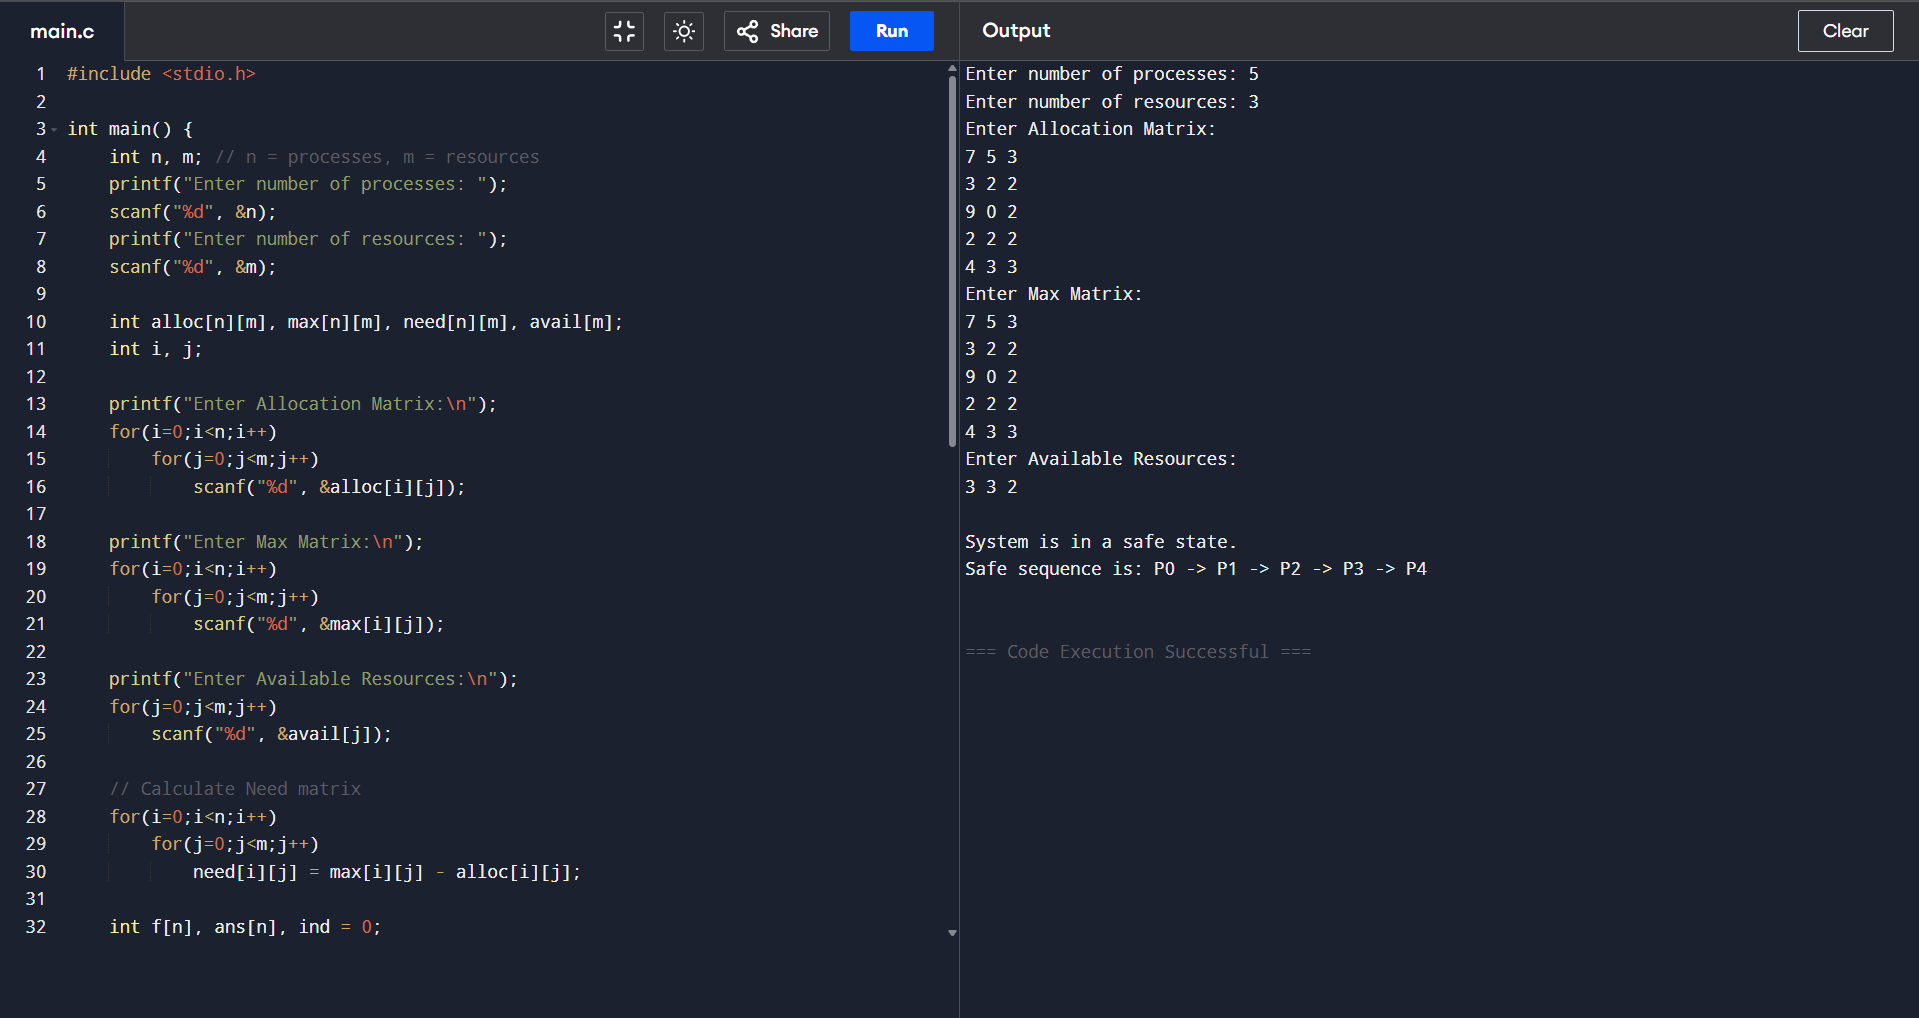 main.c
Share
Run
Output
Clear
1 #include <stdio.h>
2
3 int main() {
4     int n, m; // n = processes, m = resources
5     printf("Enter number of processes: ");
6     scanf("%d", &n);
7     printf("Enter number of resources: ");
8     scanf("%d", &m);
9
10     int alloc[n][m], max[n][m], need[n][m], avail[m];
11     int i, j;
12
13     printf("Enter Allocation Matrix:\n");
14     for(i=0;i<n;i++)
15         for(j=0;j<m;j++)
16             scanf("%d", &alloc[i][j]);
17
18     printf("Enter Max Matrix:\n");
19     for(i=0;i<n;i++)
20         for(j=0;j<m;j++)
21             scanf("%d", &max[i][j]);
22
23     printf("Enter Available Resources:\n");
24     for(j=0;j<m;j++)
25         scanf("%d", &avail[j]);
26
27     // Calculate Need matrix
28     for(i=0;i<n;i++)
29         for(j=0;j<m;j++)
30             need[i][j] = max[i][j] - alloc[i][j];
31
32     int f[n], ans[n], ind = 0;
Enter number of processes: 5
Enter number of resources: 3
Enter Allocation Matrix:
7 5 3
3 2 2
9 0 2
2 2 2
4 3 3
Enter Max Matrix:
7 5 3
3 2 2
9 0 2
2 2 2
4 3 3
Enter Available Resources:
3 3 2
System is in a safe state.
Safe sequence is: P0 -> P1 -> P2 -> P3 -> P4
=== Code Execution Successful ===